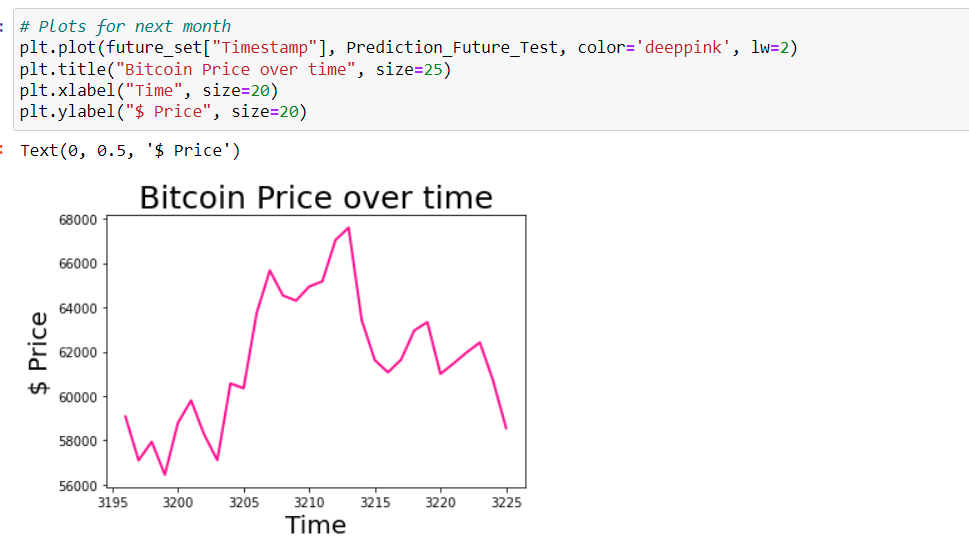 # Plots for next month
plt.plot(future_set["Timestamp"], Prediction_Future_Test, color='deeppink', lw=2)
plt.title("Bitcoin Price over time", size=25)
plt.xlabel("Time", size=20)
plt.ylabel("$ Price", size=20)
Text(0, 0.5, '$ Price')
Bitcoin Price over time
$ Price
68000
66000
64000
62000
60000
58000
56000
3195 3200 3205 3210 3215 3220 3225
Time